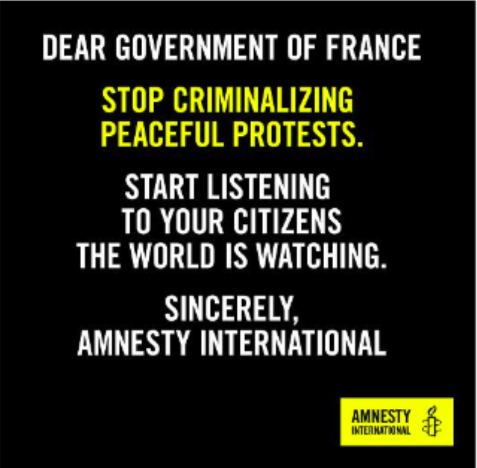 DEAR GOVERNMENT OF FRANCE
STOP CRIMINALIZING
PEACEFUL PROTESTS.
START LISTENING
TO YOUR CITIZENS
THE WORLD IS WATCHING.
SINCERELY,
AMNESTY INTERNATIONAL
AMNESTY
INTERNATIONAL